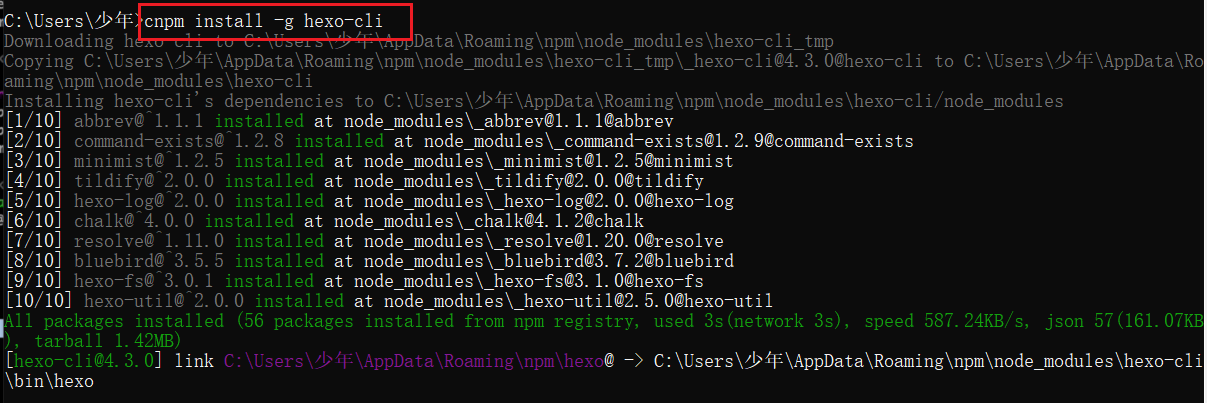 C:\Users\少年>cnpm install -g hexo-cli
Downloading hexo-cli to C:\Users\少年\AppData\Roaming\npm\node_modules\hexo-cli_tmp
Copying C:\Users\少年\AppData\Roaming\npm\node_modules\hexo-cli_tmp\_hexo-cli@4.3.0@hexo-cli to C:\Users\少年\AppData\Ro
aming\npm\node_modules\hexo-cli
Installing hexo-cli's dependencies to C:\Users\少年\AppData\Roaming\npm\node_modules\hexo-cli/node_modules
[1/10] abbrev@^1.1.1 installed at node_modules\_abbrev@1.1.1@abbrev
[2/10] command-exists@^1.2.8 installed at node_modules\_command-exists@1.2.9@command-exists
[3/10] minimist@^1.2.5 installed at node_modules\_minimist@1.2.5@minimist
[4/10] tildify@^2.0.0 installed at node_modules\_tildify@2.0.0@tildify
[5/10] hexo-log@^2.0.0 installed at node_modules\_hexo-log@2.0.0@hexo-log
[6/10] chalk@^4.0.0 installed at node_modules\_chalk@4.1.2@chalk
[7/10] resolve@^1.11.0 installed at node_modules\_resolve@1.20.0@resolve
[8/10] bluebird@^3.5.5 installed at node_modules\_bluebird@3.7.2@bluebird
[9/10] hexo-fs@^3.0.1 installed at node_modules\_hexo-fs@3.1.0@hexo-fs
[10/10] hexo-util@^2.0.0 installed at node_modules\_hexo-util@2.5.0@hexo-util
All packages installed (56 packages installed from npm registry, used 3s(network 3s), speed 587.24KB/s, json 57(161.07KB
), tarball 1.42MB)
[hexo-cli@4.3.0] link C:\Users\少年\AppData\Roaming\npm\hexo@ -> C:\Users\少年\AppData\Roaming\npm\node_modules\hexo-cli
\bin\hexo